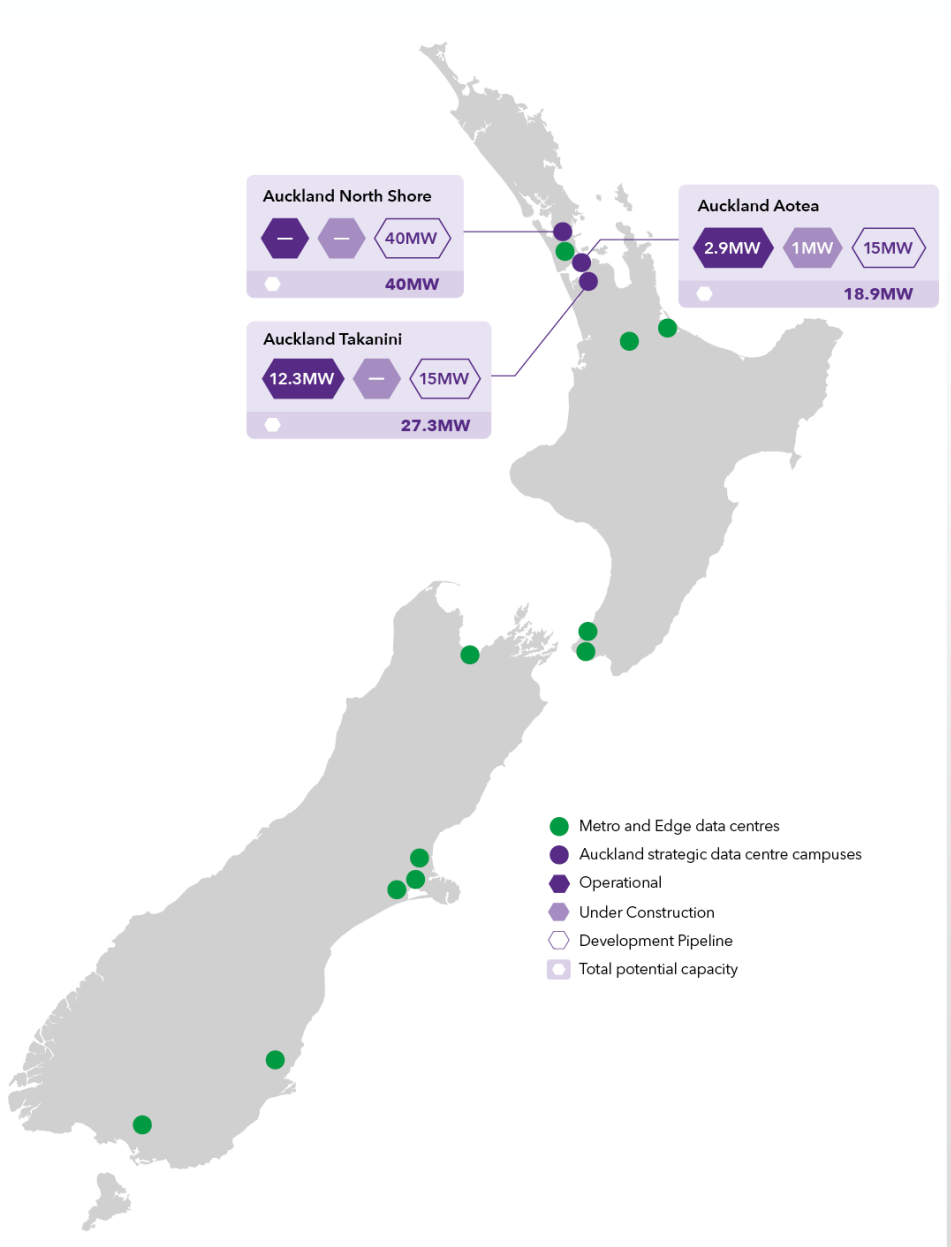 Auckland North Shore
— — 40MW
40MW
Auckland Aotea
2.9MW 1MW 15MW
18.9MW
Auckland Takanini
12.3MW — 15MW
27.3MW
Metro and Edge data centres
Auckland strategic data centre campuses
Operational
Under Construction
Development Pipeline
Total potential capacity